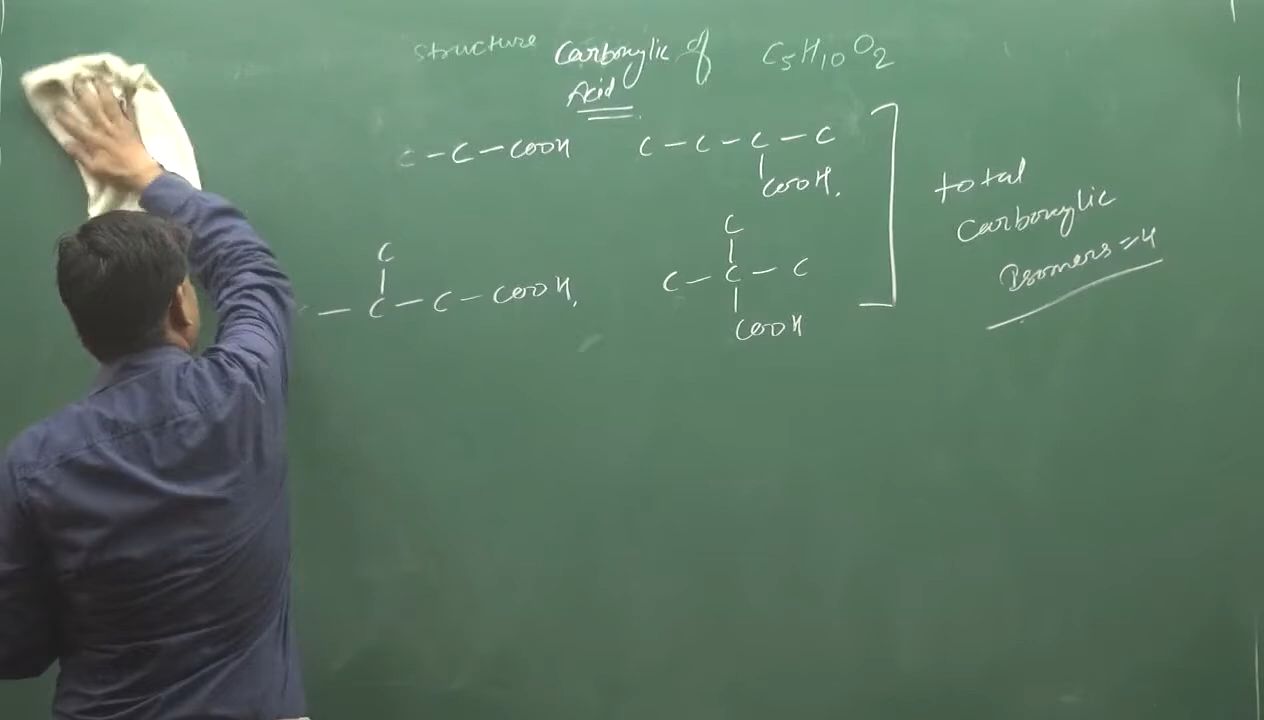 structure Carboxylic Acid of C5H10O2
C-C-COOH
C-C-C-C
COOH.
C
-C-C-COOH.
C
C-C-C
COOH
total
Carboxylic
Isomers = 4